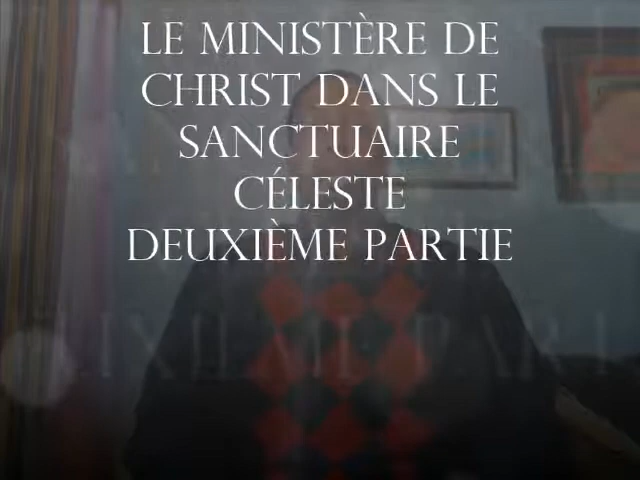 LE MINISTÈRE DE
CHRIST DANS LE
SANCTUAIRE
CÉLESTE
DEUXIÈME PARTIE